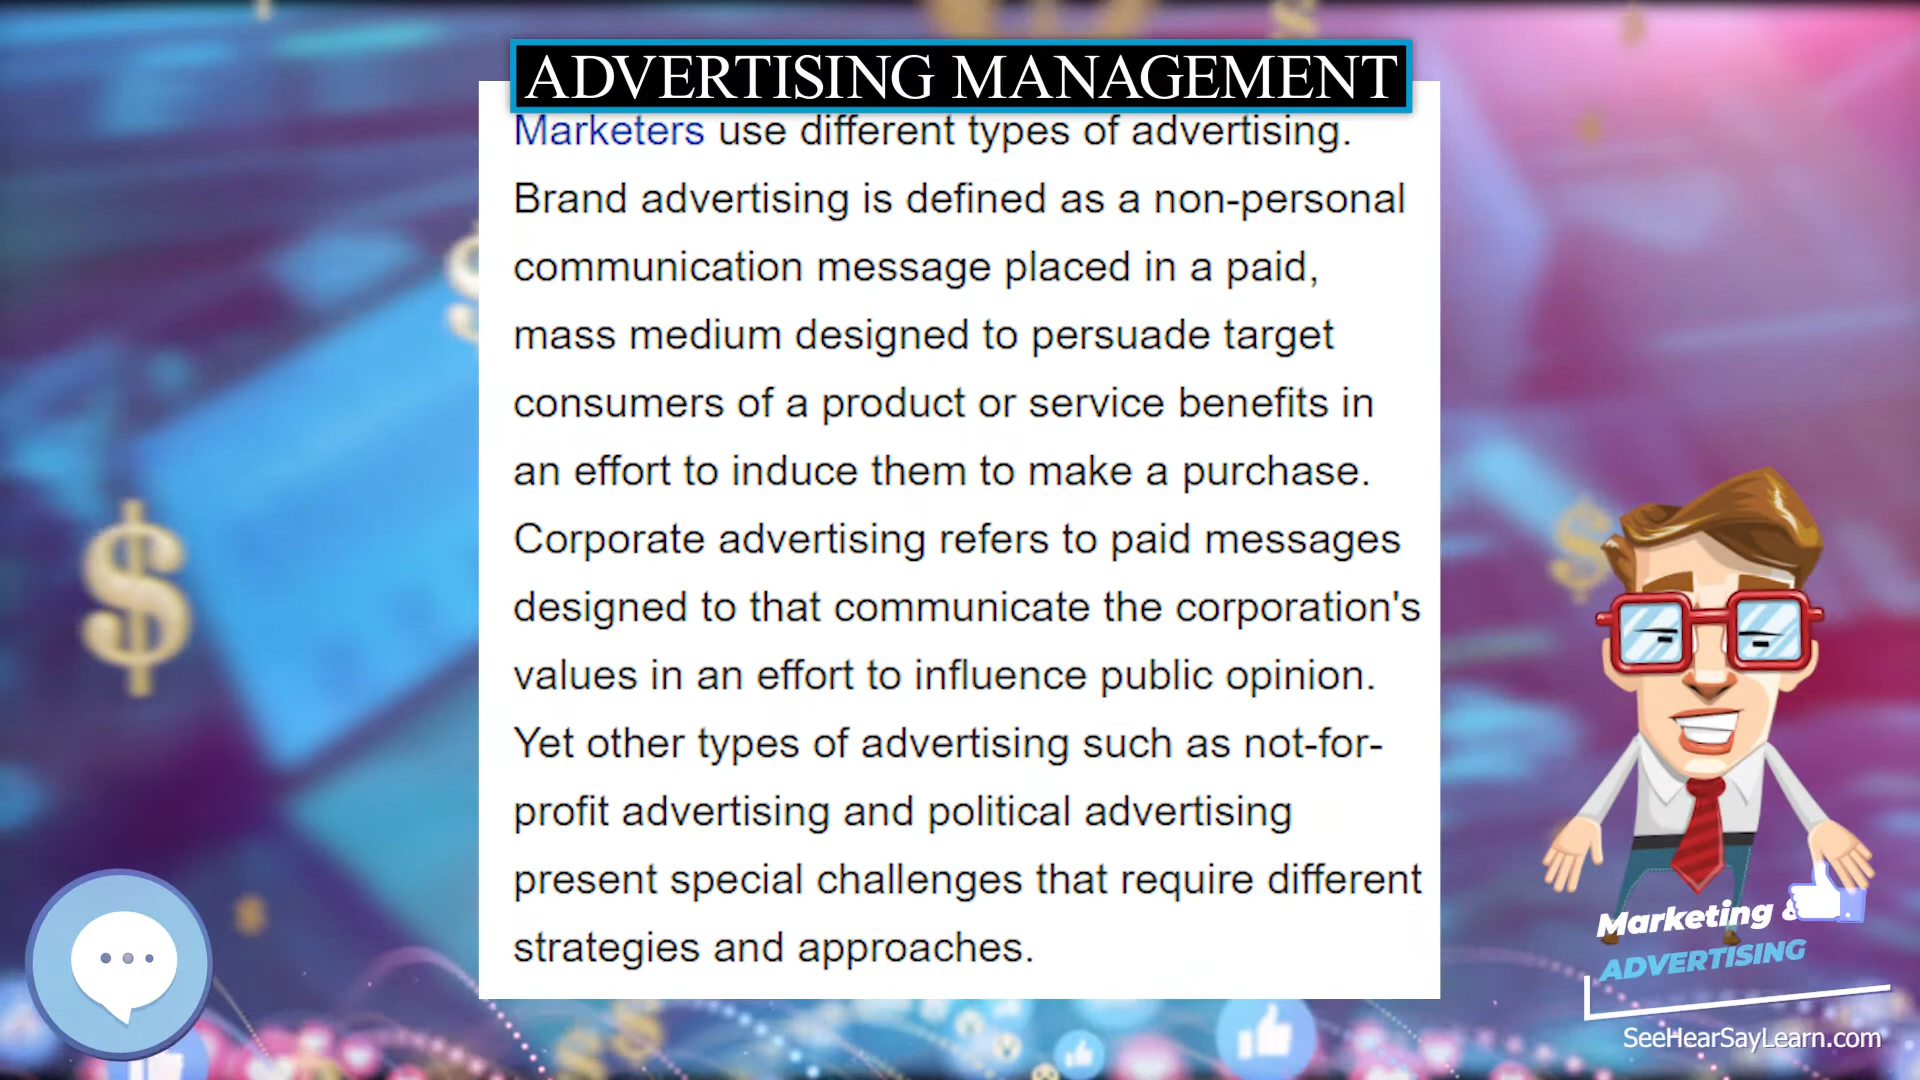 ADVERTISING MANAGEMENT
Marketers use different types of advertising.
Brand advertising is defined as a non-personal
communication message placed in a paid,
mass medium designed to persuade target
consumers of a product or service benefits in
an effort to induce them to make a purchase.
Corporate advertising refers to paid messages
designed to that communicate the corporation's
values in an effort to influence public opinion.
Yet other types of advertising such as not-for-
profit advertising and political advertising
present special challenges that require different
strategies and approaches.
Marketing &
ADVERTISING
SeeHearSayLearn.com